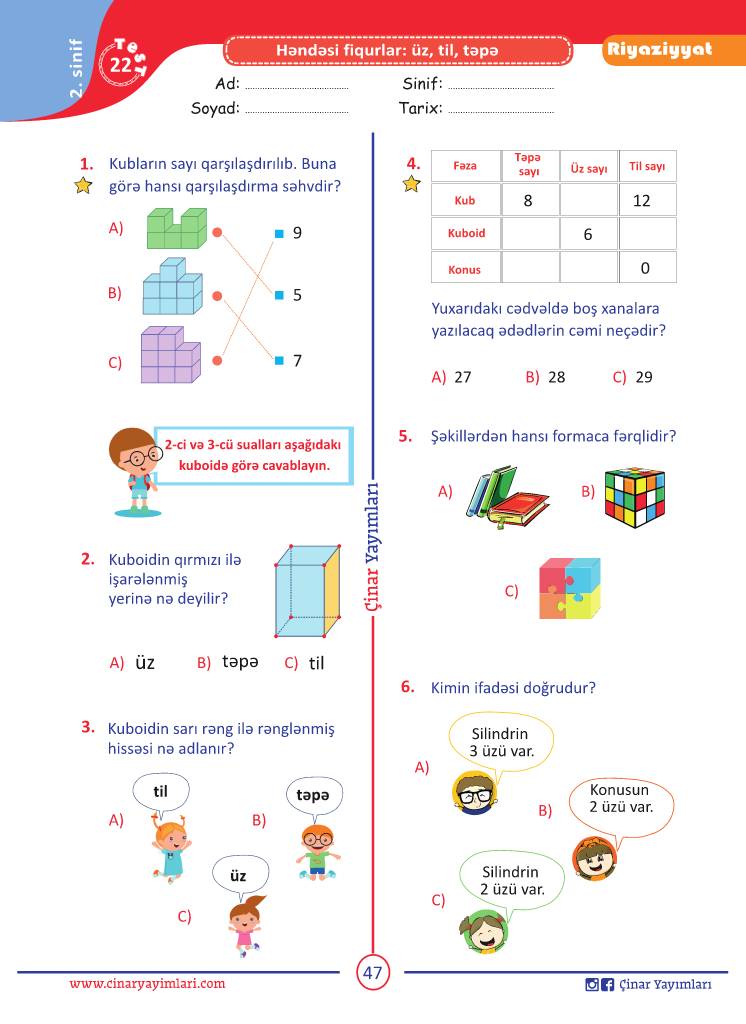 2. sinif
Test
22
Həndəsi fiqurlar: üz, til, təpə
Riyaziyyat
Ad: ........................
Sinif: ........................
Soyad: ........................
Tarix: ........................
1. Kubların sayı qarşılaşdırılıb. Buna
görə hansı qarşılaşdırma səhvdir?
A)
9
B)
5
C)
7
2-ci və 3-cü sualları aşağıdakı
kuboidə görə cavablayın.
2. Kuboidin qırmızı ilə
işarələnmiş
yerinə nə deyilir?
A) üz B) təpə C) til
3. Kuboidin sarı rəng ilə rənglənmiş
hissəsi nə adlanır?
A) til
B) təpə
C) üz
4.
Fəza Təpə sayı Üz sayı Til sayı
Kub 8 12
Kuboid 6
Konus 0
Yuxarıdakı cədvəldə boş xanalara
yazılacaq ədədlərin cəmi neçədir?
A) 27 B) 28 C) 29
5. Şəkillərdən hansı formaca fərqlidir?
A)
B)
C)
6. Kimin ifadəsi doğrudur?
A)
Silindrin
3 üzü var.
B)
Konusun
2 üzü var.
C)
Silindrin
2 üzü var.
Çinar Yayımları
www.cinaryayimlari.com
47
Çinar Yayımları